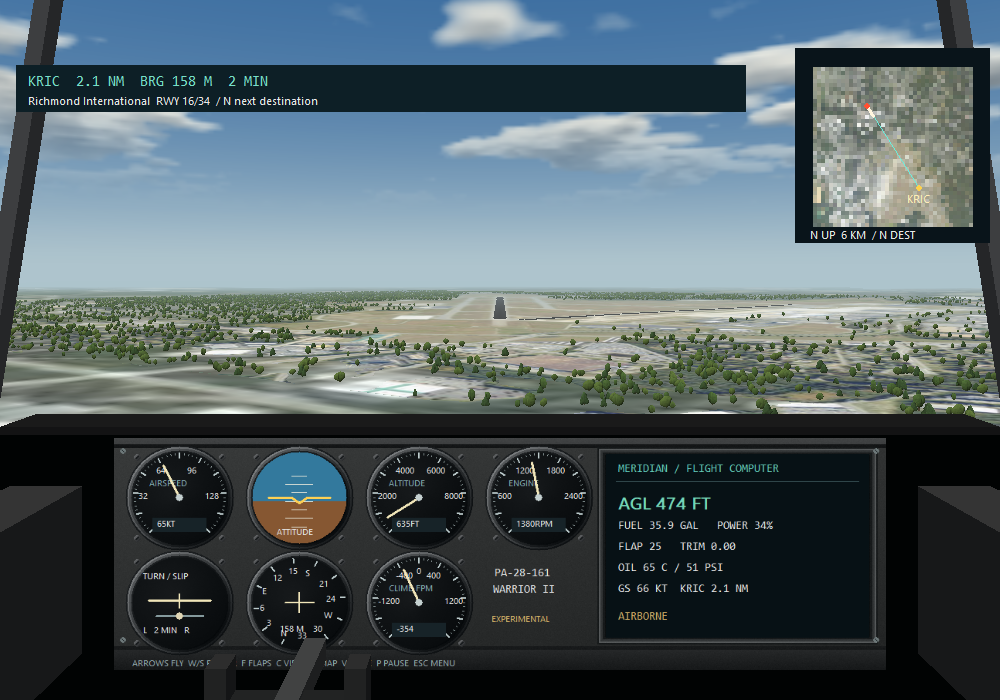 KRIC 2.1 NM BRG 158 M 2 MIN
Richmond International RWY 16/34 / N next destination
KRIC
N UP 6 KM / N DEST
64 96
AIRSPEED
32 128
65KT
ATTITUDE
4000 6000
ALTITUDE
2000 8000
635FT
1200 1800
ENGINE
600 2400
1380RPM
MERIDIAN / FLIGHT COMPUTER
AGL 474 FT
FUEL 35.9 GAL POWER 34%
FLAP 25 TRIM 0.00
OIL 65 C / 51 PSI
GS 66 KT KRIC 2.1 NM
AIRBORNE
TURN / SLIP
L 2 MIN R
12 15 S 21
E 24
6 W
3 N 33 30
158 M
-400 0 400
CLIMB FPM
-1200 1200
-354
PA-28-161
WARRIOR II
EXPERIMENTAL
ARROWS FLY W/S F FLAPS C P PAUSE ESC MENU